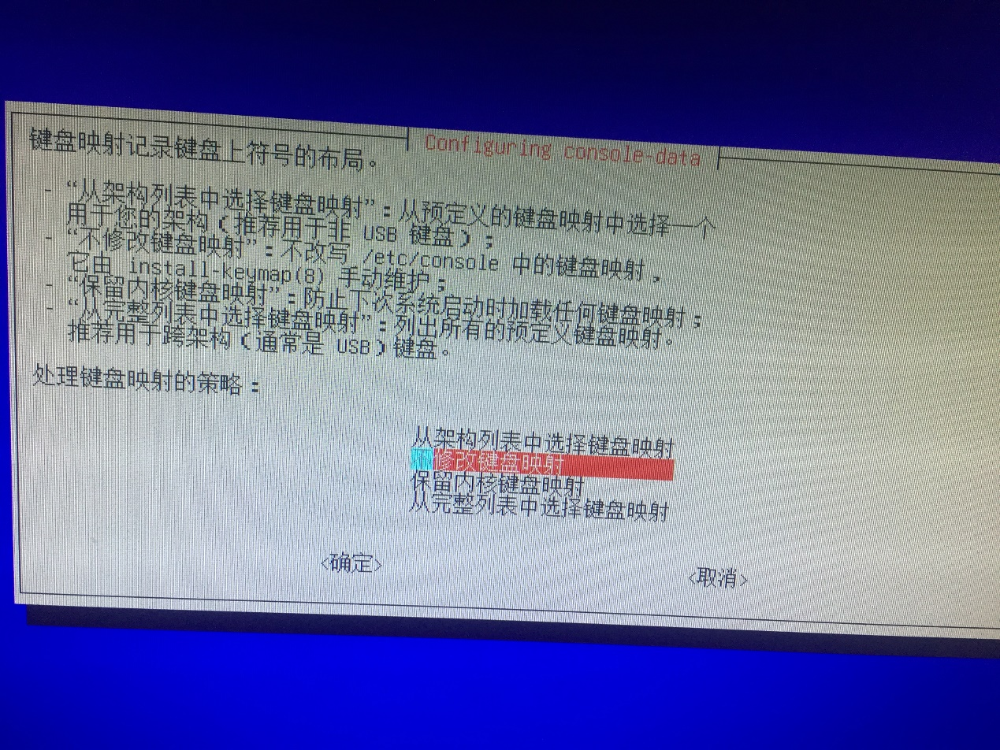 Configuring console-data
键盘映射记录键盘上符号的布局。
- “从架构列表中选择键盘映射”：从预定义的键盘映射中选择一个
用于您的架构（推荐用于非 USB 键盘）；
- “不修改键盘映射”：不改写 /etc/console 中的键盘映射，
它由 install-keymap(8) 手动维护；
- “保留内核键盘映射”：防止下次系统启动时加载任何键盘映射；
- “从完整列表中选择键盘映射”：列出所有的预定义键盘映射。
推荐用于跨架构（通常是 USB）键盘。
处理键盘映射的策略：
从架构列表中选择键盘映射
修改键盘映射
保留内核键盘映射
从完整列表中选择键盘映射
<确定>
<取消>